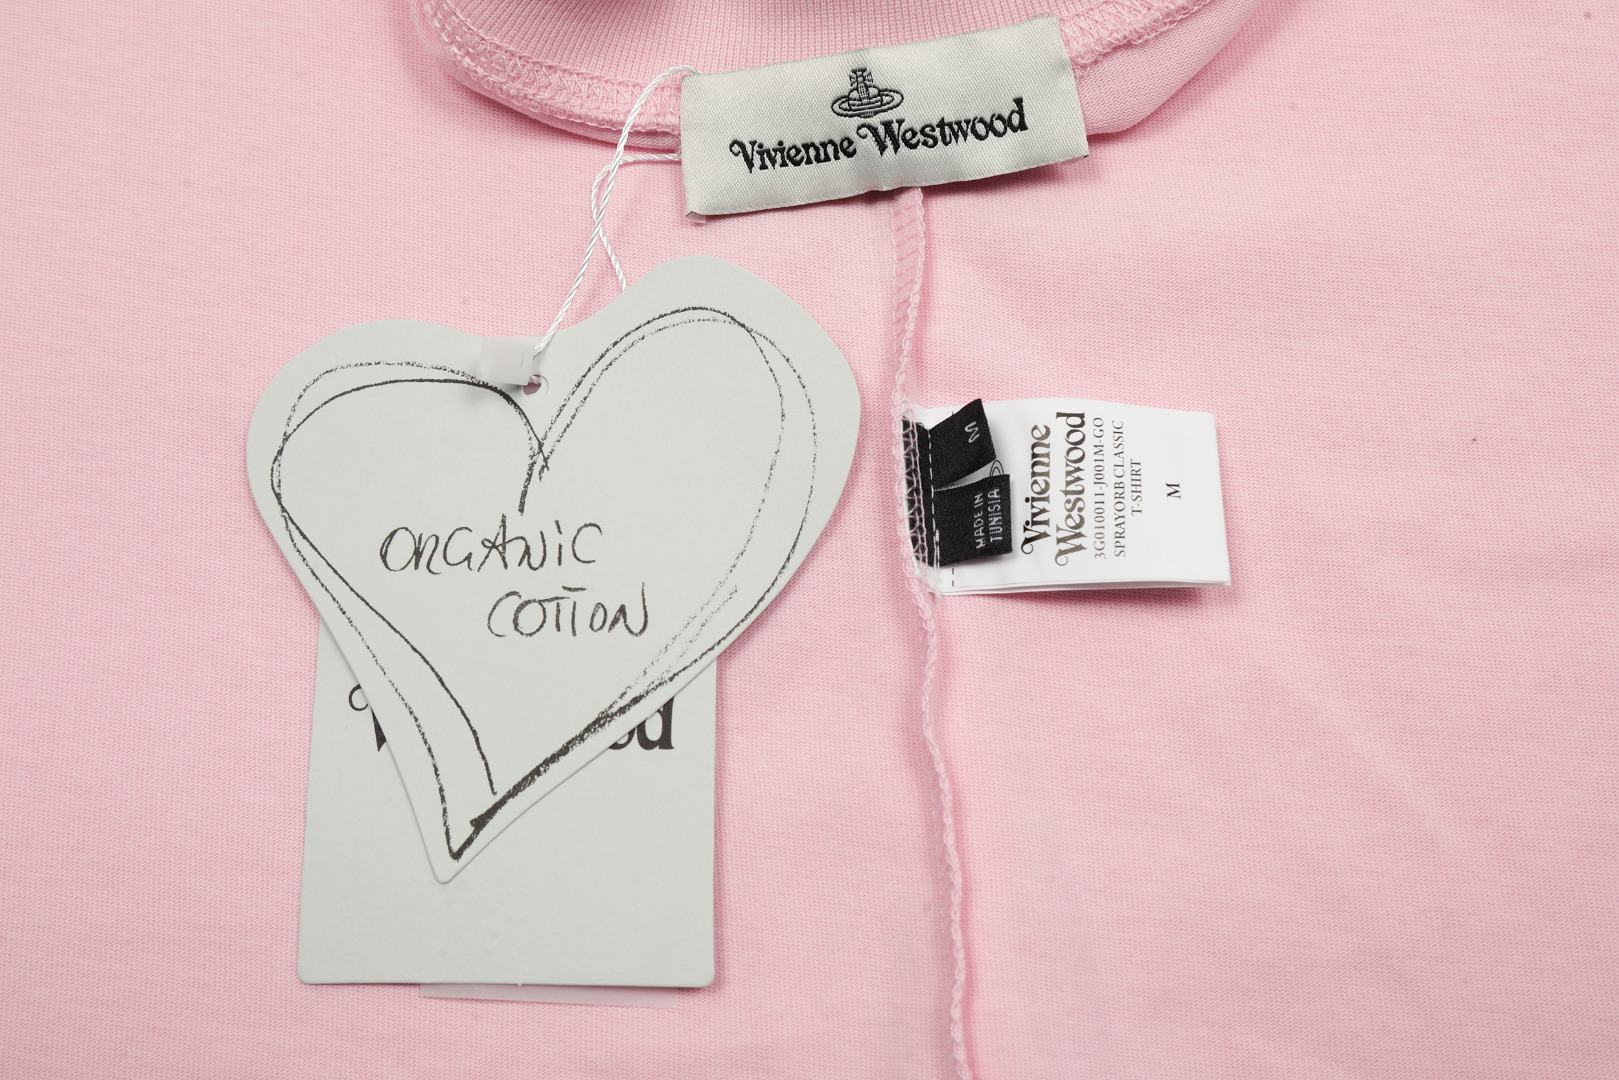 Vivienne Westwood
ORGANIC
COTTON
M
MADE IN
TUNISIA
Vivienne
Westwood
3G010011-J001M-GO
SPRAYORB CLASSIC
T-SHIRT
M